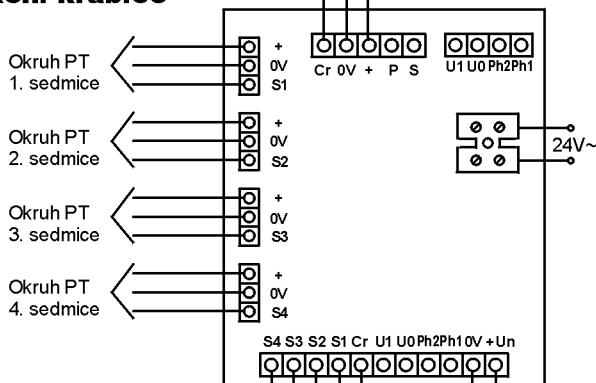 +
Okruh PT
0V
1. sedmice
S1
Cr 0V + P S
U1 U0 Ph2 Ph1
+
Okruh PT
0V
2. sedmice
S2
24V~
+
Okruh PT
0V
3. sedmice
S3
+
Okruh PT
0V
4. sedmice
S4
S4 S3 S2 S1 Cr U1 U0 Ph2 Ph1 0V +Un